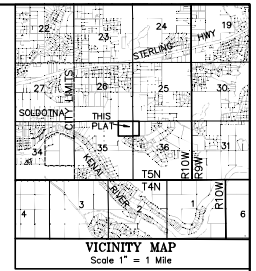 22
23
24
19
STERLING HWY
27
26
25
30
CITY LIMITS
SOLDOTNA
THIS
PLAT
34
35
36
31
KENAI RIVER
T5N
T4N
R10W
R9W
4
3
2
1
R10W
6
VICINITY MAP
Scale 1" = 1 Mile